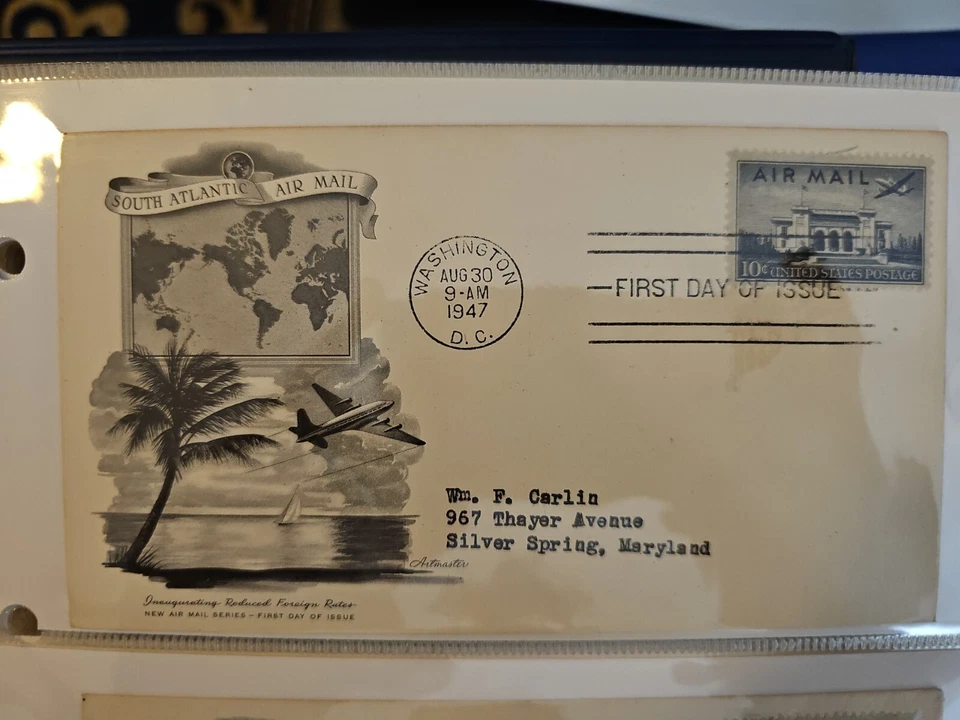 SOUTH ATLANTIC AIR MAIL
WASHINGTON
AUG 30
9-AM
1947
D. C.
AIR MAIL
10¢ UNITED STATES POSTAGE
FIRST DAY OF ISSUE
Wm. F. Carlin
967 Thayer Avenue
Silver Spring, Maryland
Artmaster
Inaugurating Reduced Foreign Rates
NEW AIR MAIL SERIES – FIRST DAY OF ISSUE